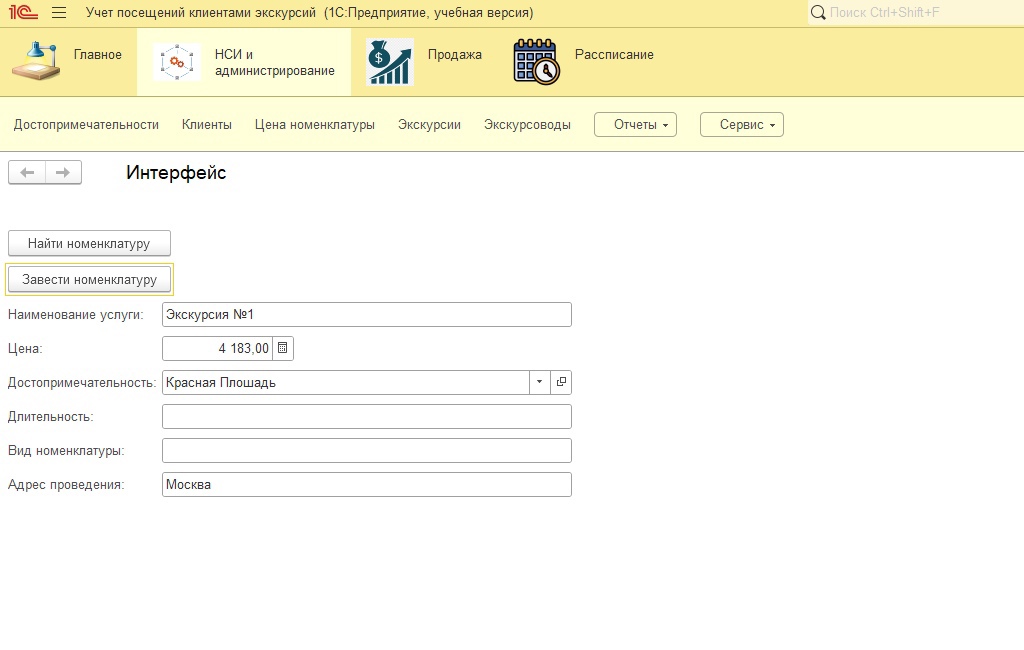 1С Учет посещений клиентами экскурсий (1С:Предприятие, учебная версия) Поиск Ctrl+Shift+F
Главное НСИ и администрирование Продажа Рассписание
Достопримечательности Клиенты Цена номенклатуры Экскурсии Экскурсоводы Отчеты Сервис
Интерфейс
Найти номенклатуру
Завести номенклатуру
Наименование услуги: Экскурсия №1
Цена: 4 183,00
Достопримечательность: Красная Плошадь
Длительность:
Вид номенклатуры:
Адрес проведения: Москва